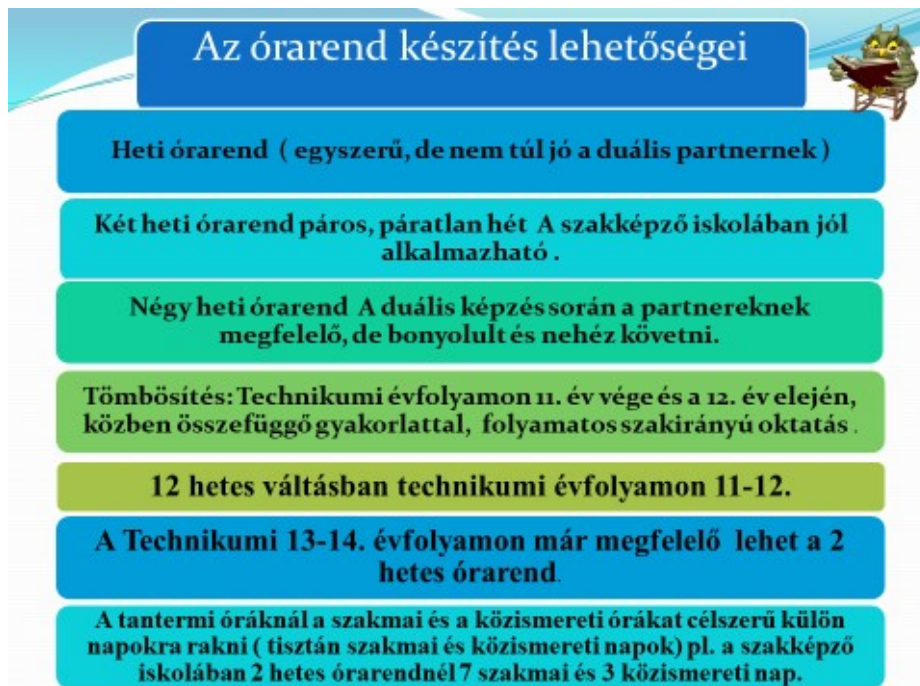 Az órarend készítés lehetőségei
Heti órarend ( egyszerű, de nem túl jó a duális partnernek )
Két heti órarend páros, páratlan hét A szakképző iskolában jól
alkalmazható .
Négy heti órarend A duális képzés során a partnereknek
megfelelő, de bonyolult és nehéz követni.
Tömbösítés: Technikumi évfolyamon 11. év vége és a 12. év elején,
közben összefüggő gyakorlattal, folyamatos szakirányú oktatás .
12 hetes váltásban technikumi évfolyamon 11-12.
A Technikumi 13-14. évfolyamon már megfelelő lehet a 2
hetes órarend.
A tantermi óráknál a szakmai és a közismereti órákat célszerű külön
napokra rakni ( tisztán szakmai és közismereti napok) pl. a szakképző
iskolában 2 hetes órarendnél 7 szakmai és 3 közismereti nap.